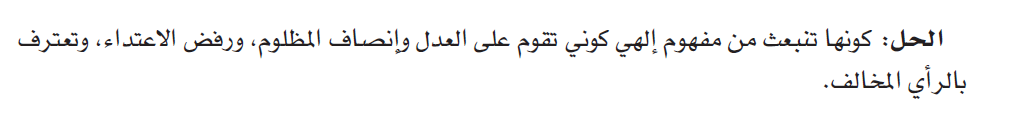 الحل: كونها تنبعث من مفهوم إلهي كوني تقوم على العدل وإنصاف المظلوم، ورفض الاعتداء، وتعترف
بالرأي المخالف.